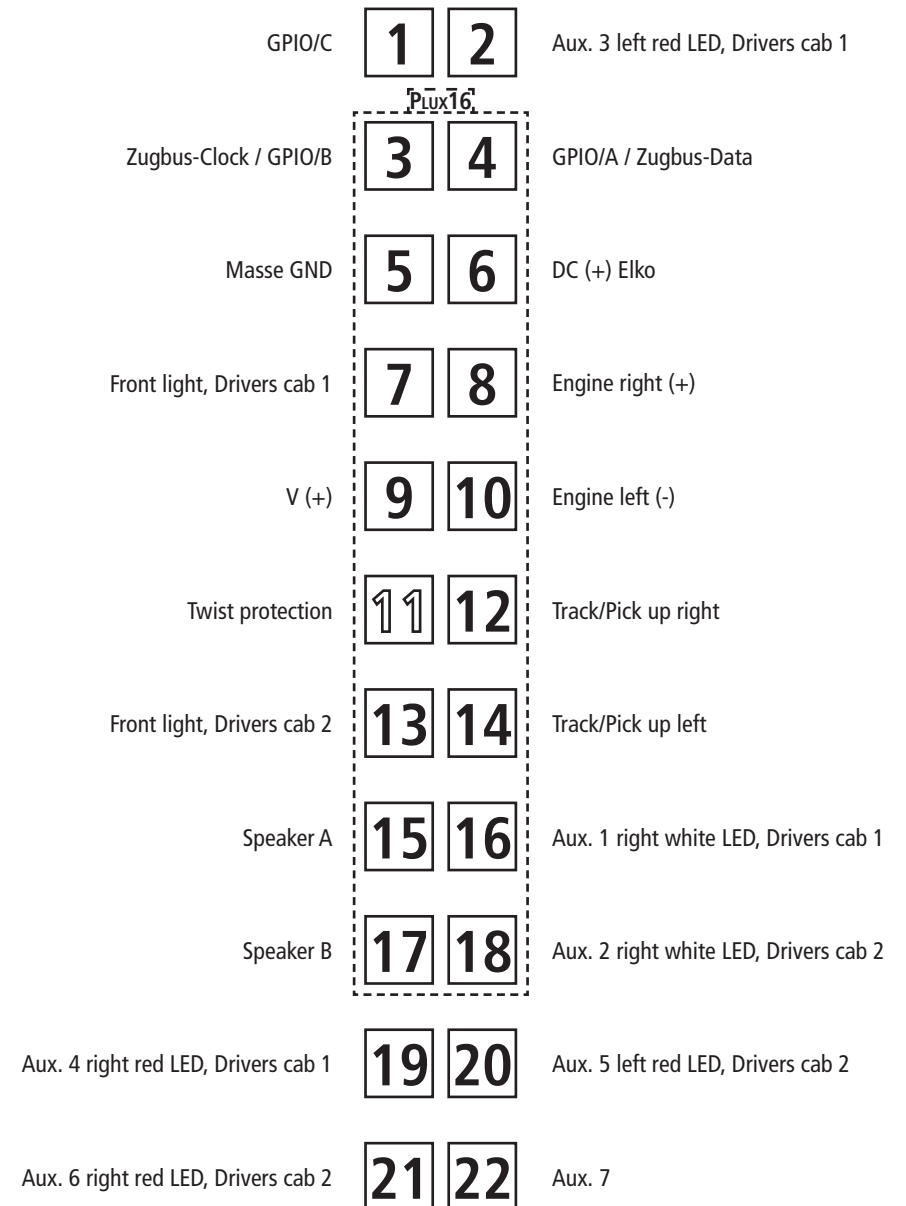 GPIO/C 1 2 Aux. 3 left red LED, Drivers cab 1
PLUX16
Zugbus-Clock / GPIO/B 3 4 GPIO/A / Zugbus-Data
Masse GND 5 6 DC (+) Elko
Front light, Drivers cab 1 7 8 Engine right (+)
V (+) 9 10 Engine left (-)
Twist protection 11 12 Track/Pick up right
Front light, Drivers cab 2 13 14 Track/Pick up left
Speaker A 15 16 Aux. 1 right white LED, Drivers cab 1
Speaker B 17 18 Aux. 2 right white LED, Drivers cab 2
Aux. 4 right red LED, Drivers cab 1 19 20 Aux. 5 left red LED, Drivers cab 2
Aux. 6 right red LED, Drivers cab 2 21 22 Aux. 7